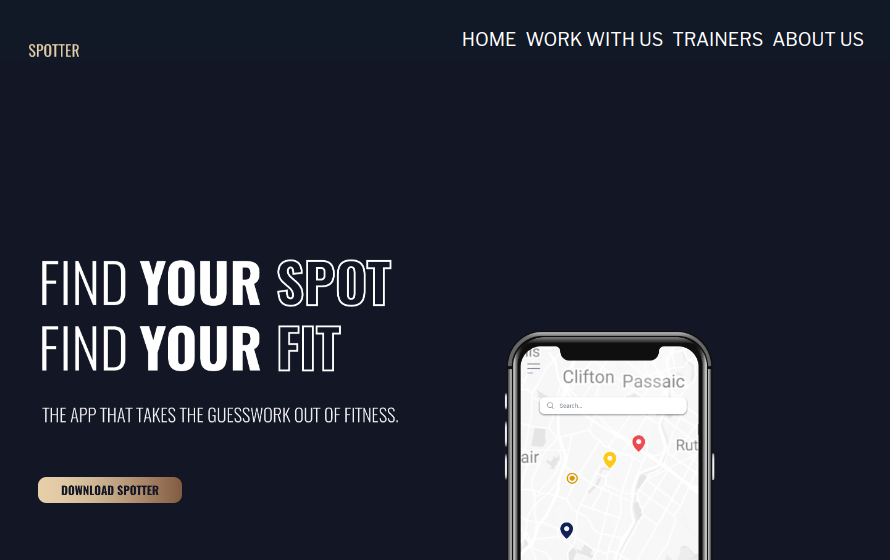 SPOTTER
HOME WORK WITH US TRAINERS ABOUT US
FIND YOUR SPOT
FIND YOUR FIT
THE APP THAT TAKES THE GUESSWORK OUT OF FITNESS.
DOWNLOAD SPOTTER
Clifton Passaic
Search...
Rut
air